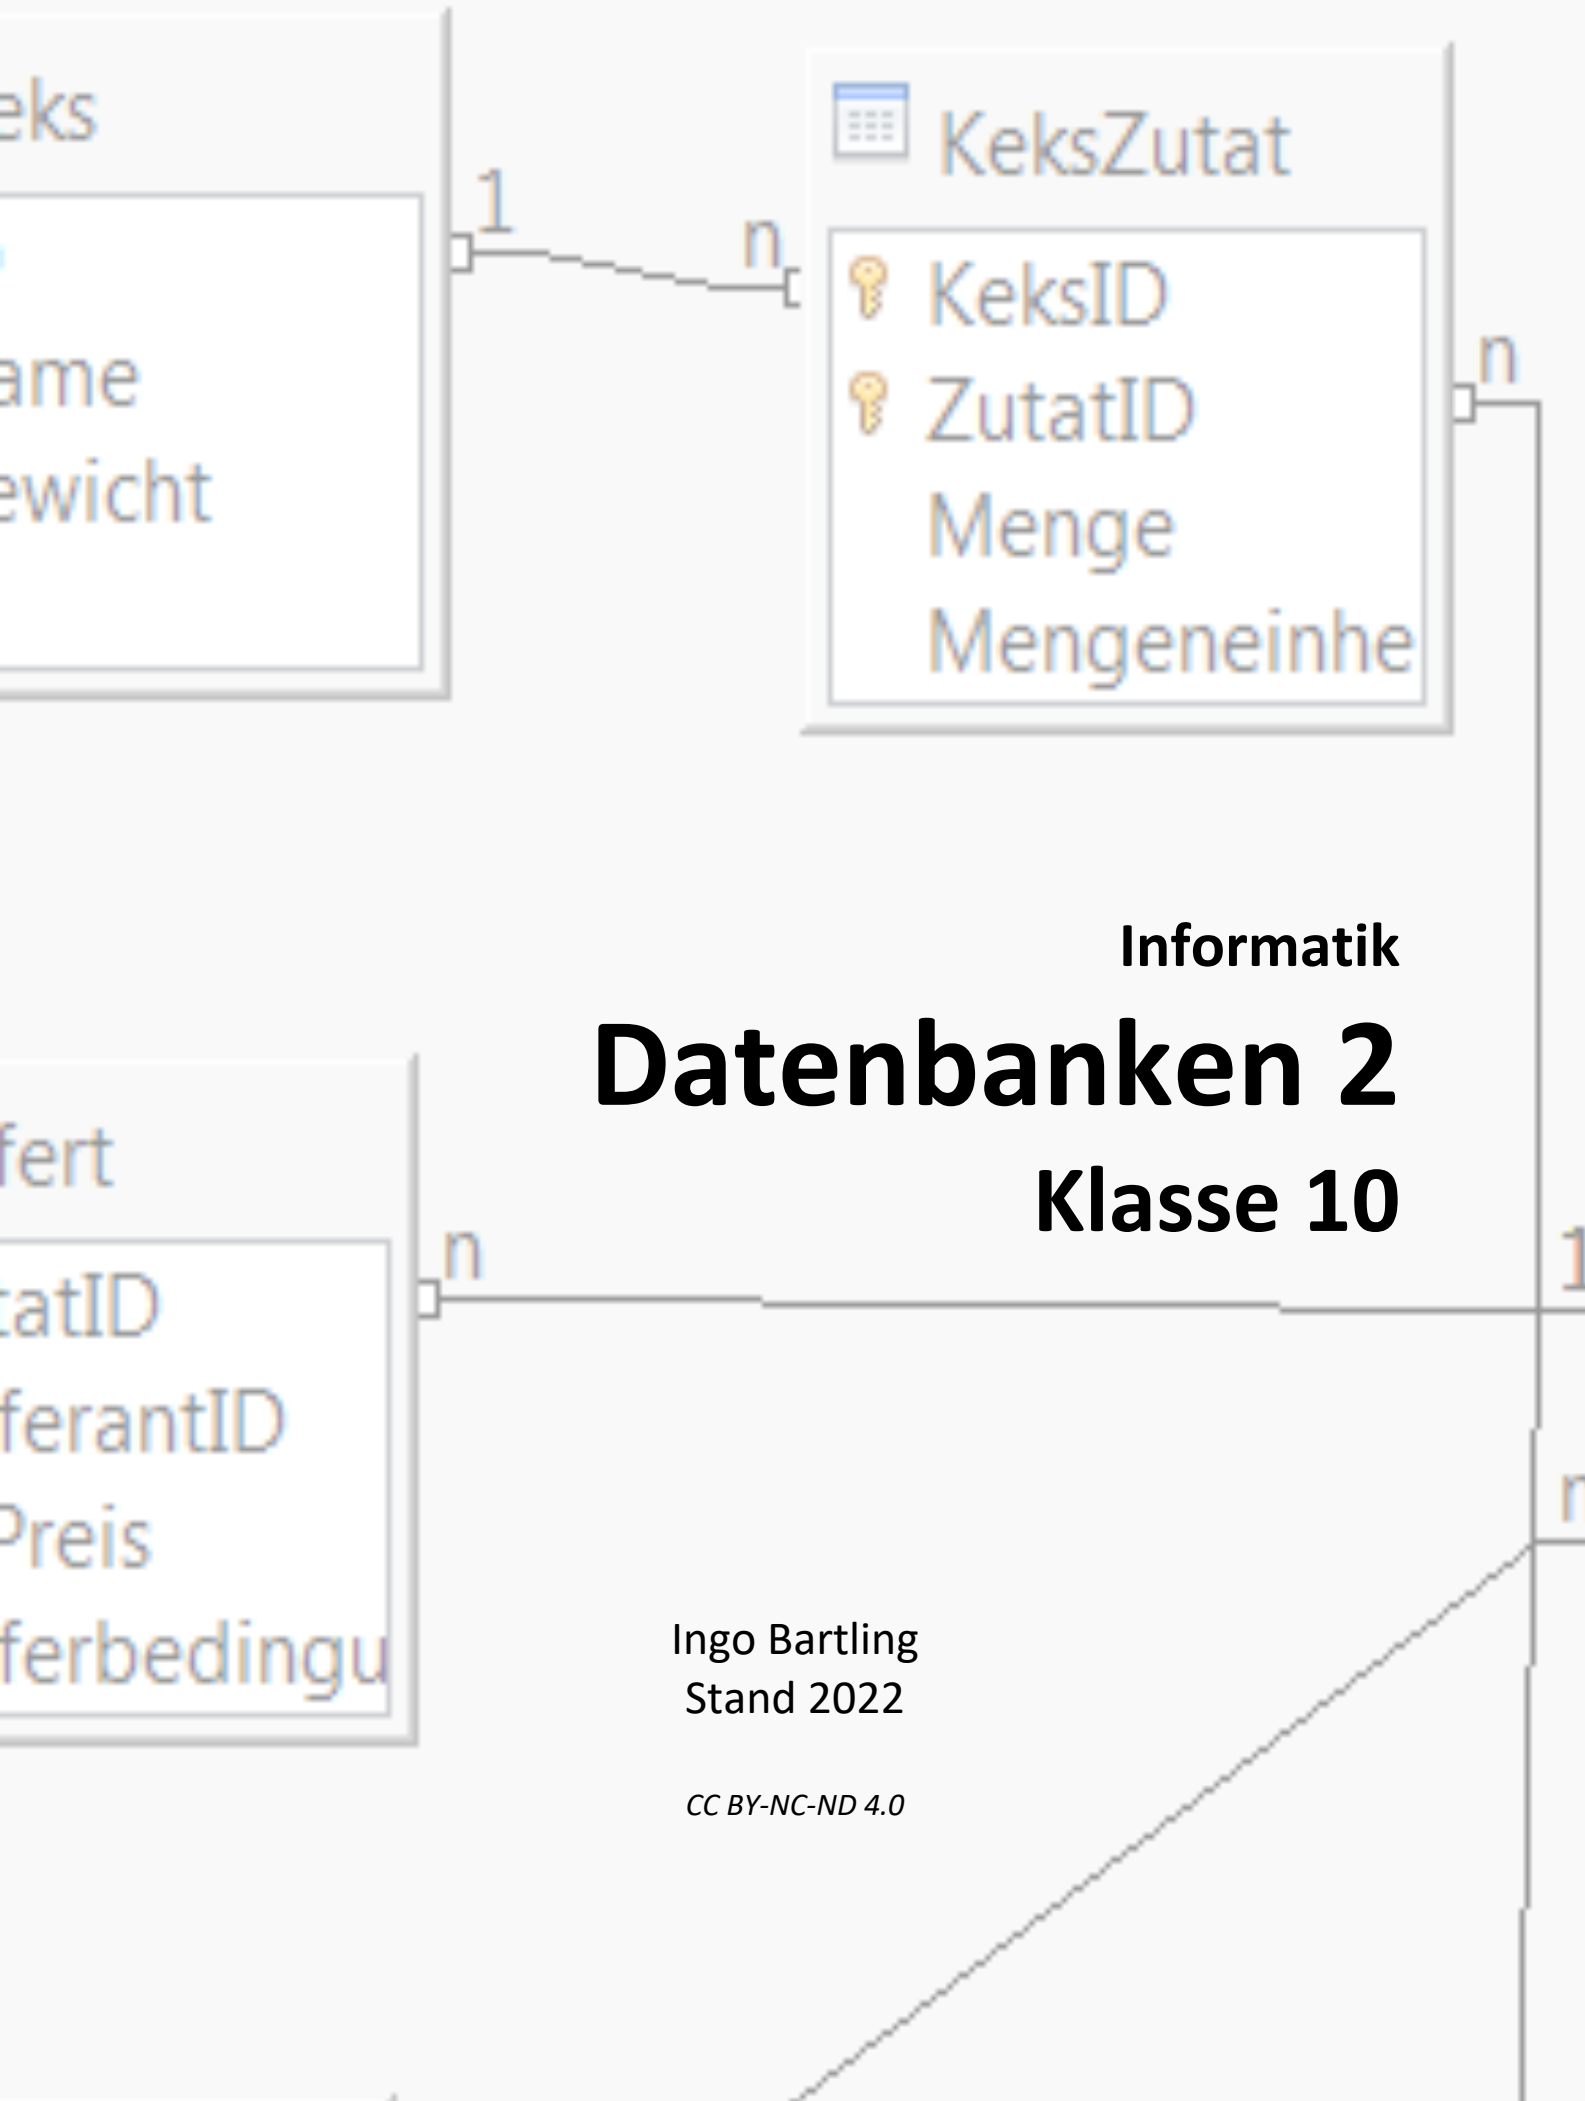 eks
ame
ewicht
1
n
KeksZutat
KeksID
ZutatID
Menge
Mengeneinhe
n
Informatik
Datenbanken 2
Klasse 10
fert
tatID
ferantID
Preis
ferbedingu
n
1
n
Ingo Bartling
Stand 2022
CC BY-NC-ND 4.0